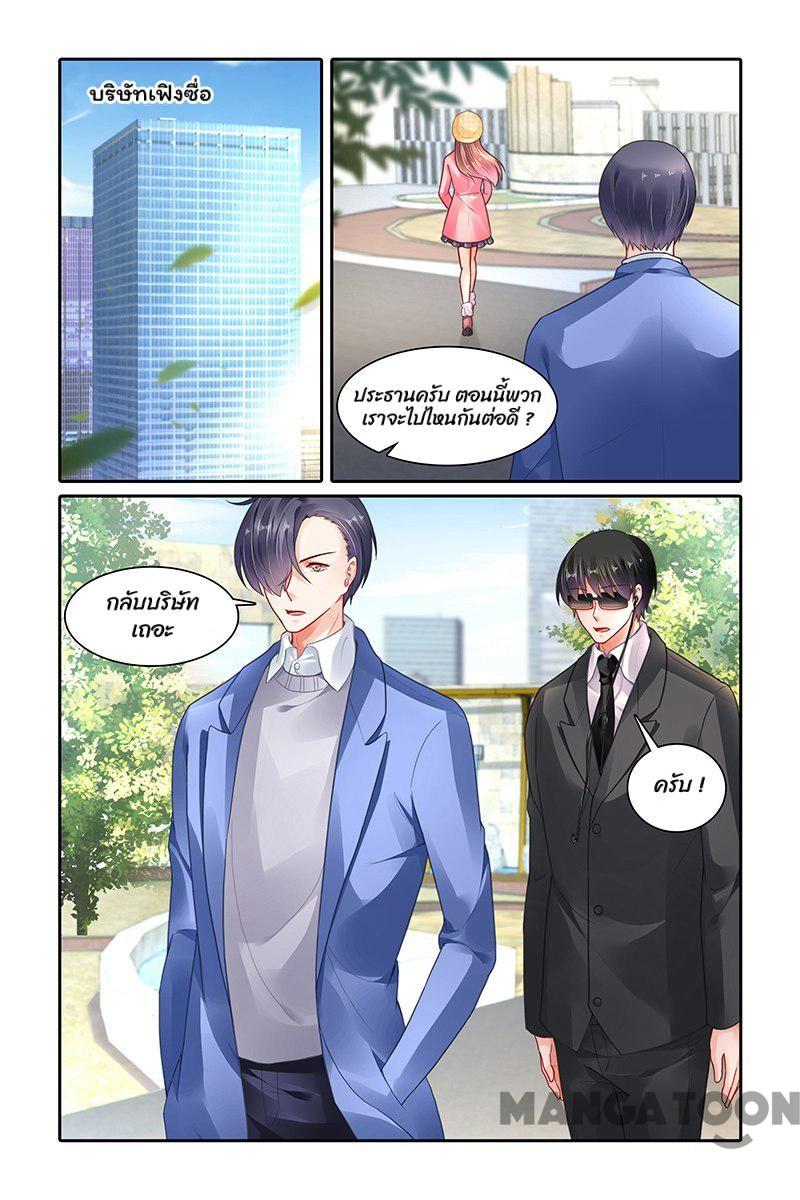 บริษัทเฟิงซื่อ
ประธานครับ ตอนนี้พวก
เราจะไปไหนกันต่อดี ?
กลับบริษัท
เถอะ
ครับ !
MANGATOON